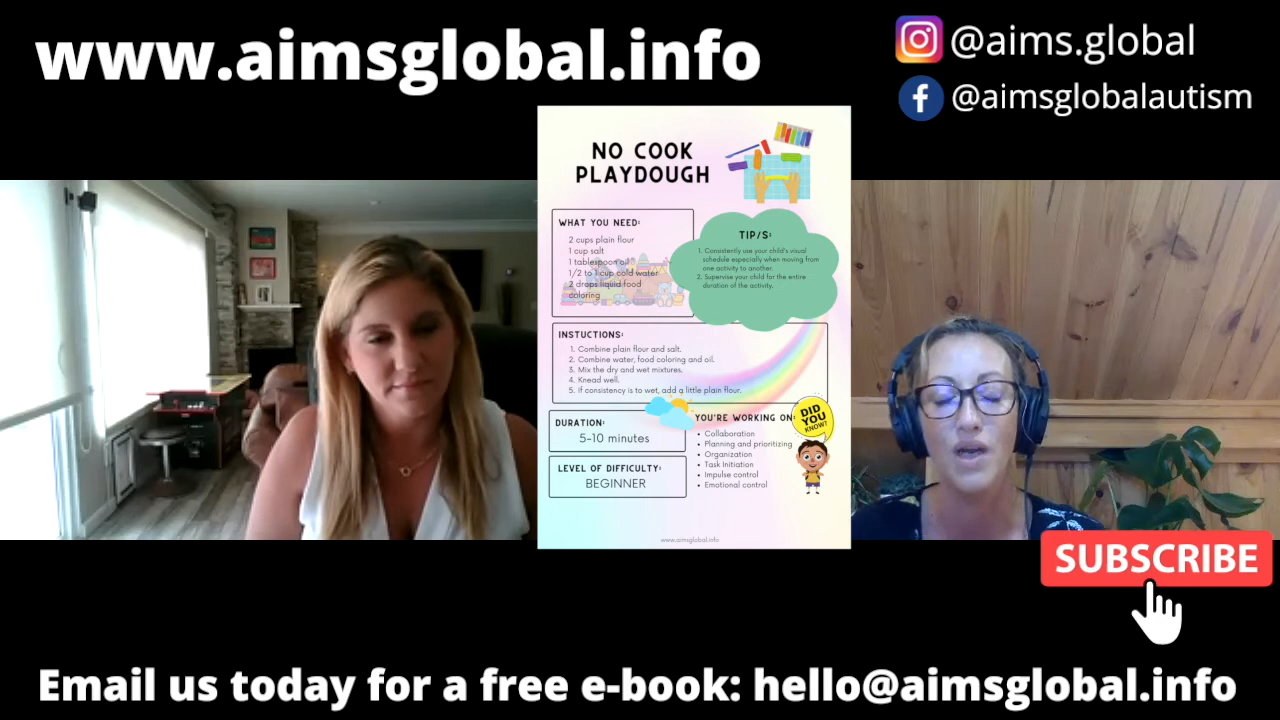 www.aimsglobal.info
@aims.global
@aimsglobalautism
NO COOK
PLAYDOUGH
WHAT YOU NEED:
2 cups plain flour
1 cup salt
1 tablespoon oil
1/2 to 1 cup cold water
2 drops liquid food
coloring
TIP/S:
1. Consistently use your child's visual
schedule especially when moving from
one activity to another.
2. Supervise your child for the entire
duration of the activity.
INSTUCTIONS:
1. Combine plain flour and salt.
2. Combine water, food coloring and oil.
3. Mix the dry and wet mixtures.
4. Knead well.
5. If consistency is to wet, add a little plain flour.
DURATION:
5-10 minutes
LEVEL OF DIFFICULTY:
BEGINNER
YOU'RE WORKING ON:
• Collaboration
• Planning and prioritizing
• Organization
• Task Initiation
• Impulse control
• Emotional control
DID
YOU
KNOW?
www.aimsglobal.info
SUBSCRIBE
Email us today for a free e-book: hello@aimsglobal.info